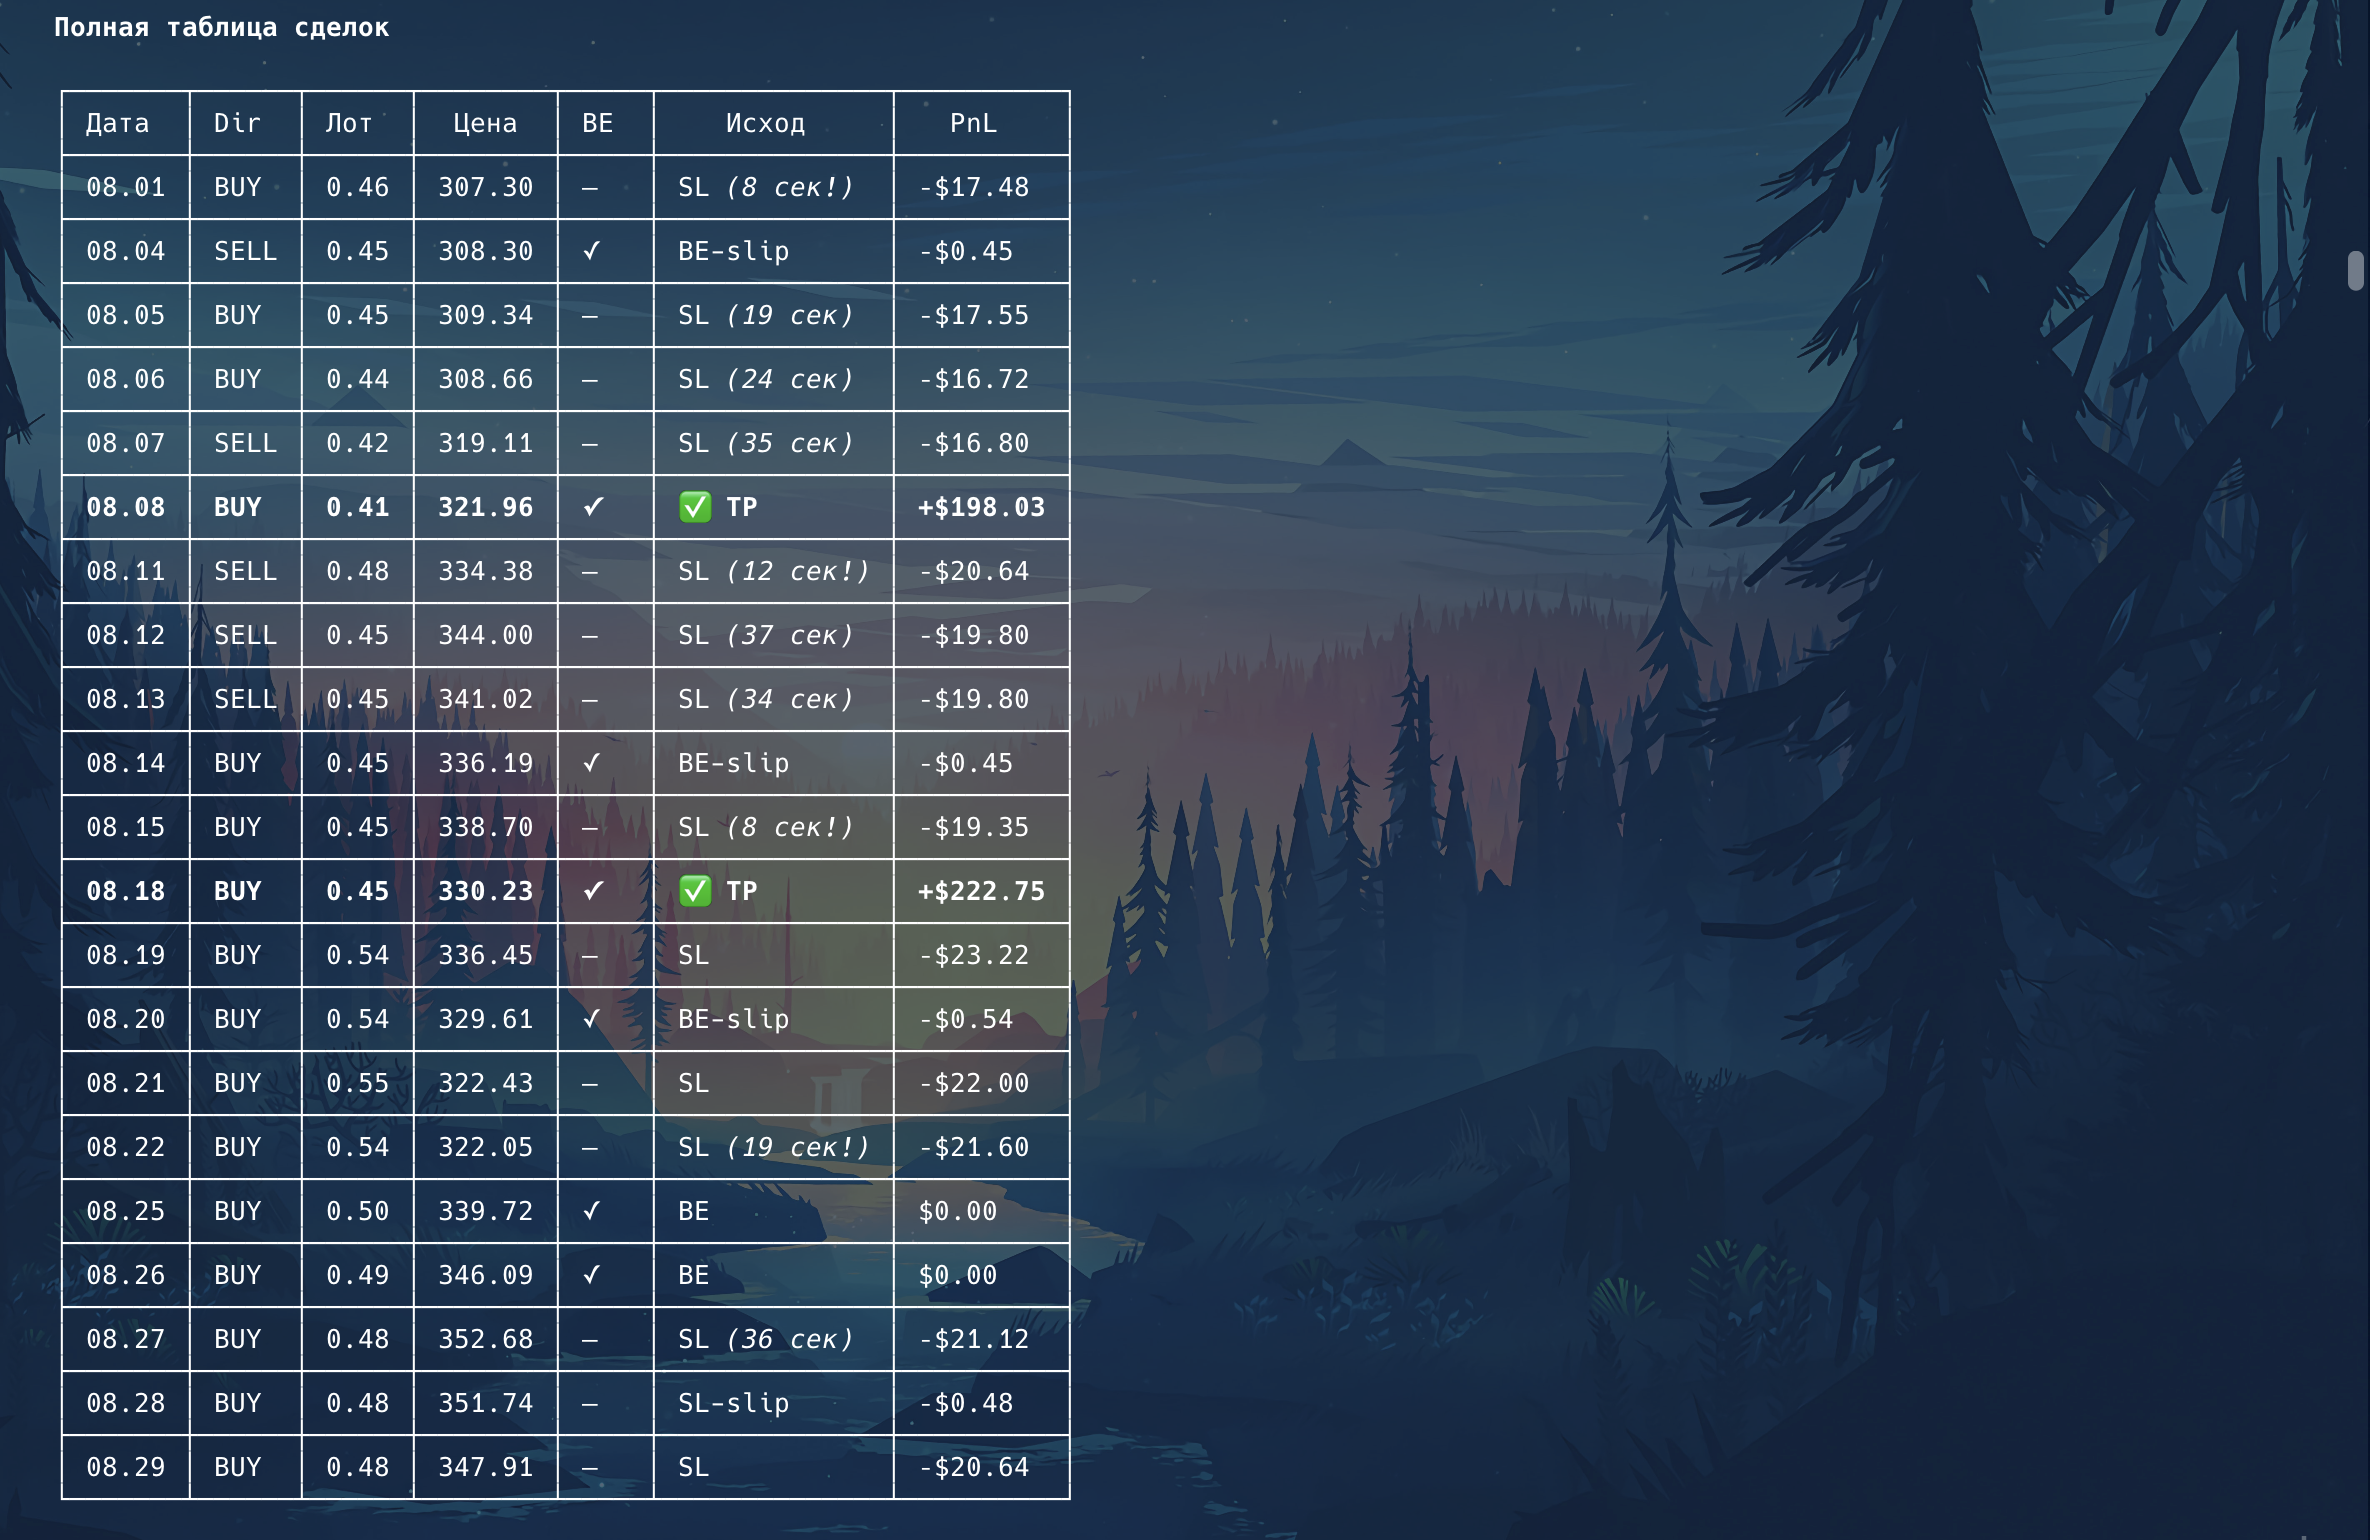 Полная таблица сделок
Дата Dir Лот Цена BE Исход PnL
08.01 BUY 0.46 307.30 — SL (8 сек!) -$17.48
08.04 SELL 0.45 308.30 ✓ BE-slip -$0.45
08.05 BUY 0.45 309.34 — SL (19 сек) -$17.55
08.06 BUY 0.44 308.66 — SL (24 сек) -$16.72
08.07 SELL 0.42 319.11 — SL (35 сек) -$16.80
08.08 BUY 0.41 321.96 ✓ ✅ TP +$198.03
08.11 SELL 0.48 334.38 — SL (12 сек!) -$20.64
08.12 SELL 0.45 344.00 — SL (37 сек) -$19.80
08.13 SELL 0.45 341.02 — SL (34 сек) -$19.80
08.14 BUY 0.45 336.19 ✓ BE-slip -$0.45
08.15 BUY 0.45 338.70 — SL (8 сек!) -$19.35
08.18 BUY 0.45 330.23 ✓ ✅ TP +$222.75
08.19 BUY 0.54 336.45 — SL -$23.22
08.20 BUY 0.54 329.61 ✓ BE-slip -$0.54
08.21 BUY 0.55 322.43 — SL -$22.00
08.22 BUY 0.54 322.05 — SL (19 сек!) -$21.60
08.25 BUY 0.50 339.72 ✓ BE $0.00
08.26 BUY 0.49 346.09 ✓ BE $0.00
08.27 BUY 0.48 352.68 — SL (36 сек) -$21.12
08.28 BUY 0.48 351.74 — SL-slip -$0.48
08.29 BUY 0.48 347.91 — SL -$20.64